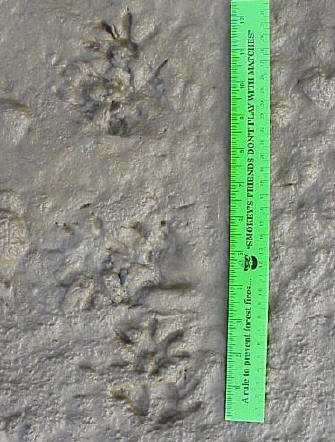 A rule to prevent forest fires... "SMOKEY'S FRIENDS DON'T PLAY WITH MATCHES"